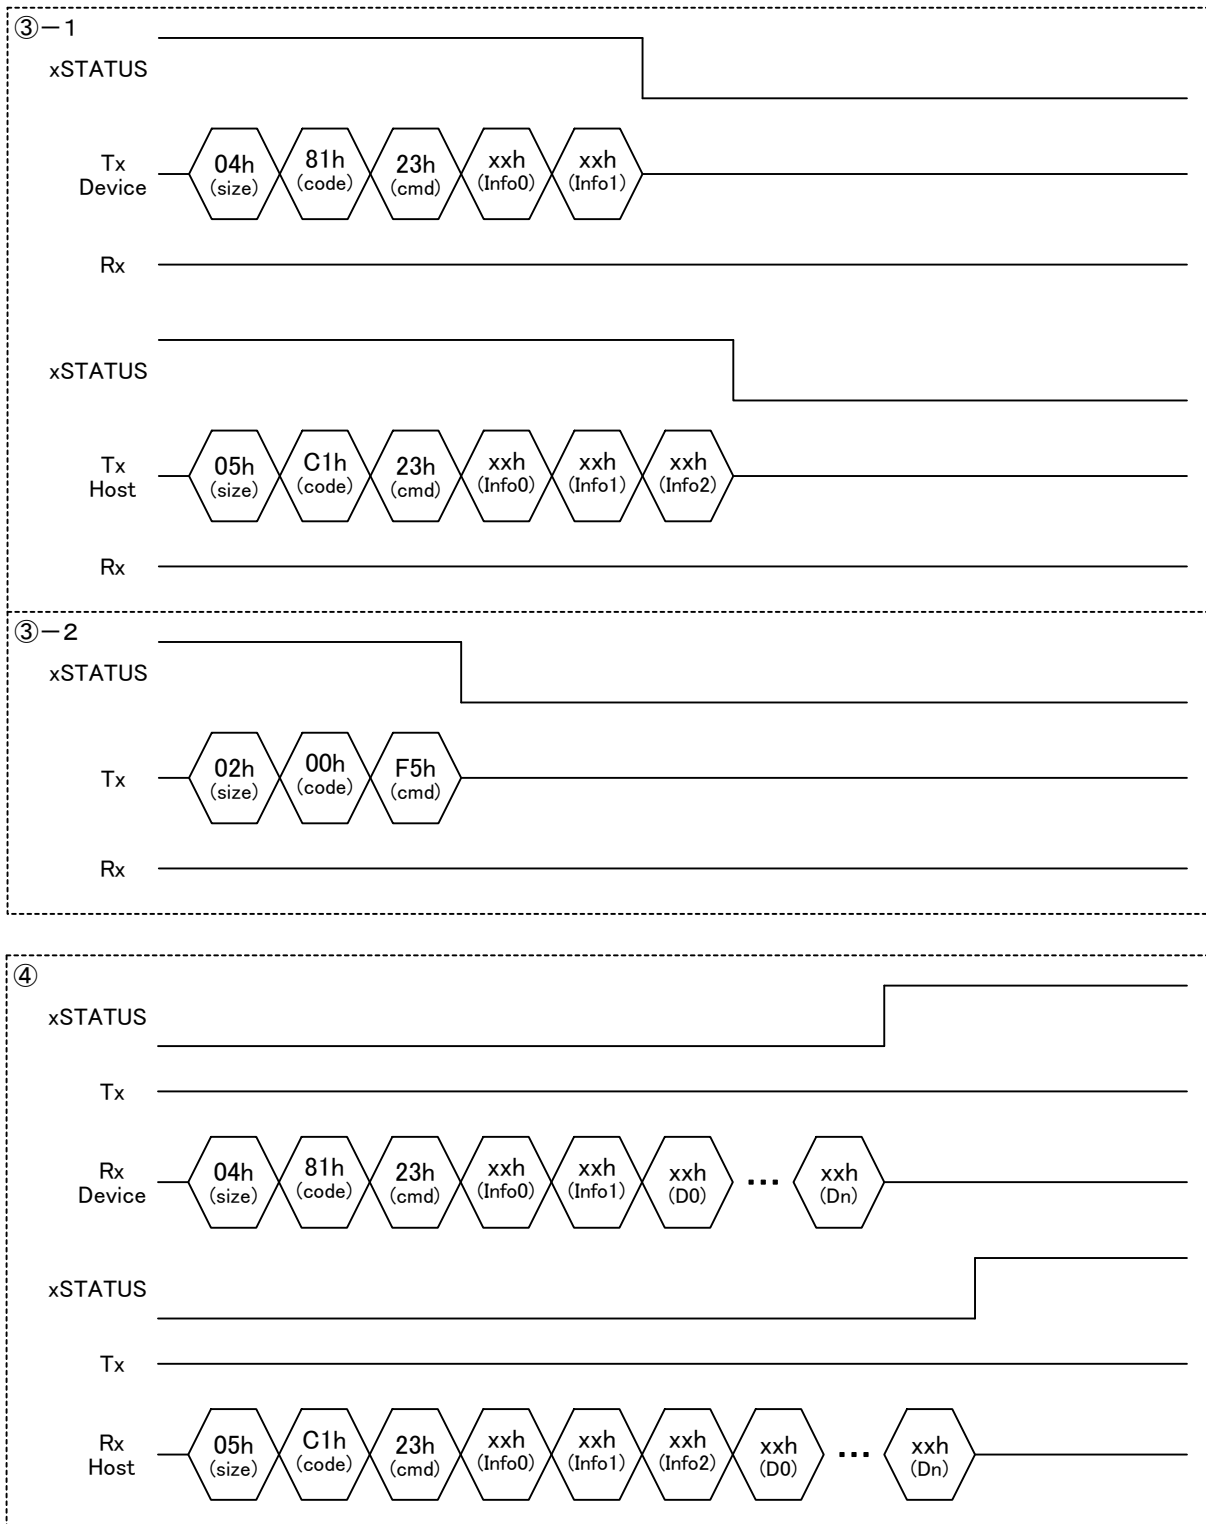 ③－1
xSTATUS
Tx
Device
04h
(size)
81h
(code)
23h
(cmd)
xxh
(Info0)
xxh
(Info1)
Rx
xSTATUS
Tx
Host
05h
(size)
C1h
(code)
23h
(cmd)
xxh
(Info0)
xxh
(Info1)
xxh
(Info2)
Rx
③－2
xSTATUS
Tx
02h
(size)
00h
(code)
F5h
(cmd)
Rx
④
xSTATUS
Tx
Rx
Device
04h
(size)
81h
(code)
23h
(cmd)
xxh
(Info0)
xxh
(Info1)
xxh
(D0)
…
xxh
(Dn)
xSTATUS
Tx
Rx
Host
05h
(size)
C1h
(code)
23h
(cmd)
xxh
(Info0)
xxh
(Info1)
xxh
(Info2)
xxh
(D0)
…
xxh
(Dn)